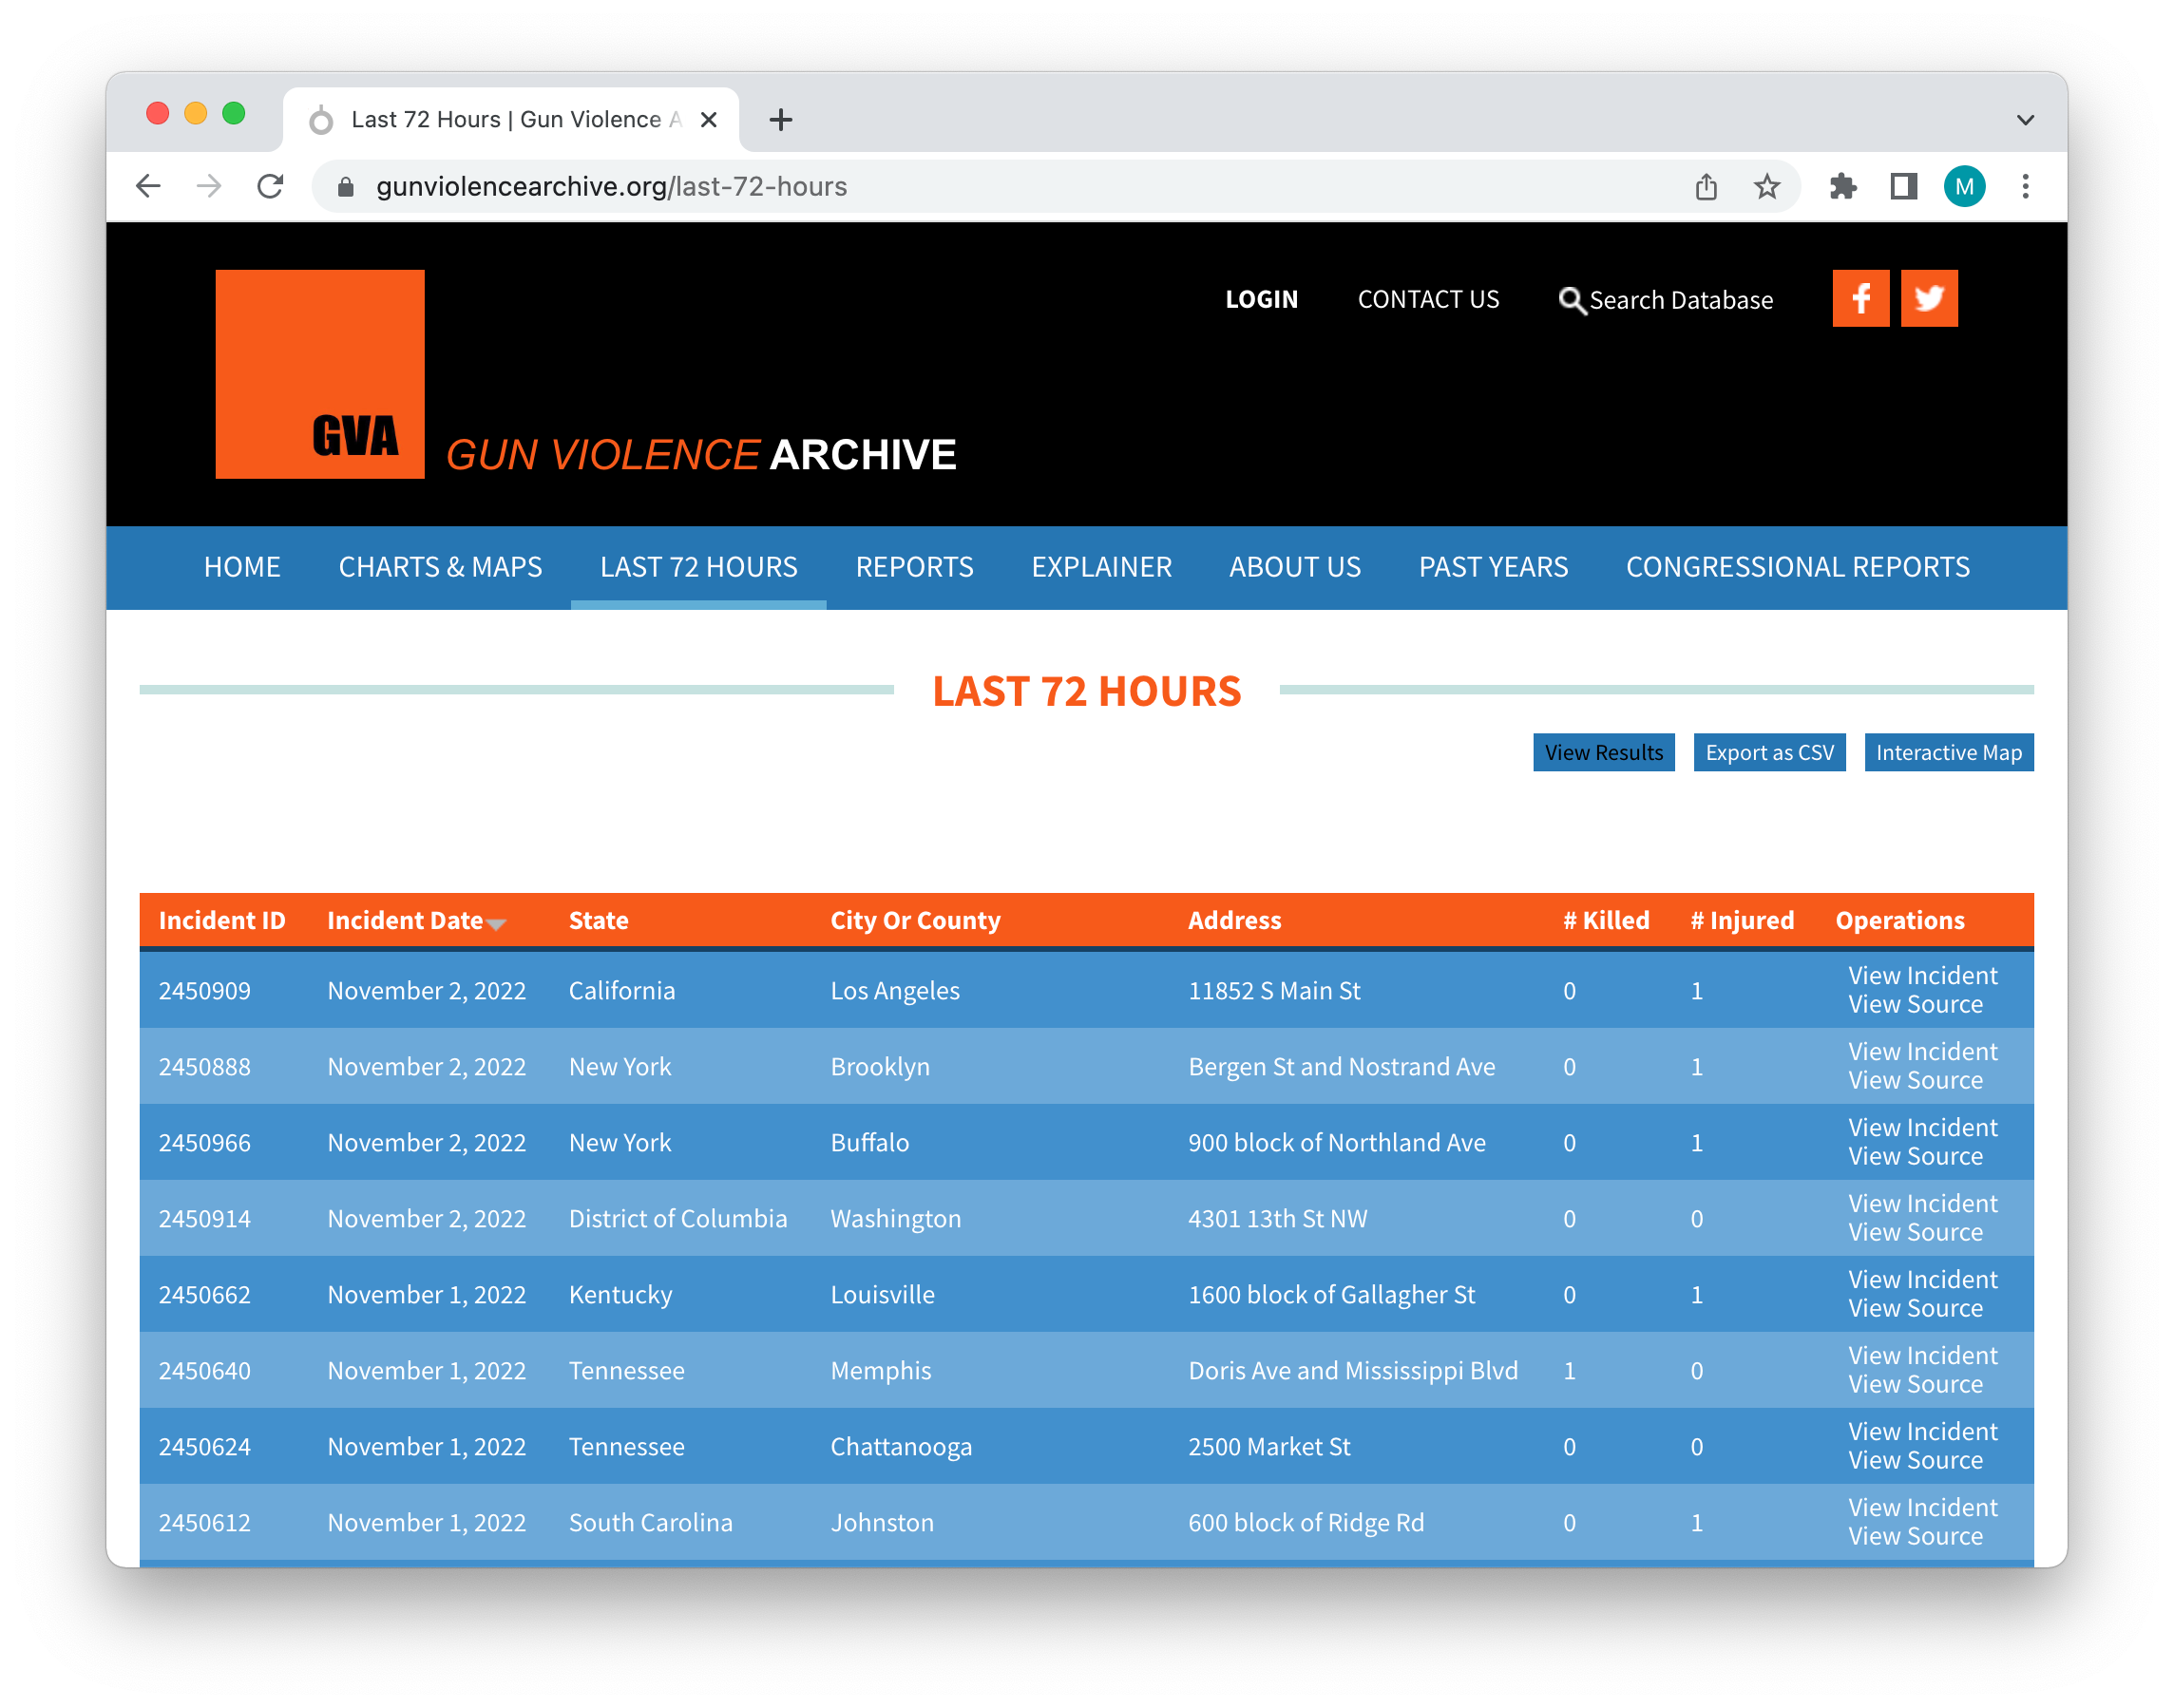 Last 72 Hours | Gun Violence A
gunviolencearchive.org/last-72-hours
M
LOGIN CONTACT US Search Database
GVA GUN VIOLENCE ARCHIVE
HOME CHARTS & MAPS LAST 72 HOURS REPORTS EXPLAINER ABOUT US PAST YEARS CONGRESSIONAL REPORTS
LAST 72 HOURS
View Results Export as CSV Interactive Map
Incident ID Incident Date State City Or County Address # Killed # Injured Operations
2450909 November 2, 2022 California Los Angeles 11852 S Main St 0 1 View Incident
View Source
2450888 November 2, 2022 New York Brooklyn Bergen St and Nostrand Ave 0 1 View Incident
View Source
2450966 November 2, 2022 New York Buffalo 900 block of Northland Ave 0 1 View Incident
View Source
2450914 November 2, 2022 District of Columbia Washington 4301 13th St NW 0 0 View Incident
View Source
2450662 November 1, 2022 Kentucky Louisville 1600 block of Gallagher St 0 1 View Incident
View Source
2450640 November 1, 2022 Tennessee Memphis Doris Ave and Mississippi Blvd 1 0 View Incident
View Source
2450624 November 1, 2022 Tennessee Chattanooga 2500 Market St 0 0 View Incident
View Source
2450612 November 1, 2022 South Carolina Johnston 600 block of Ridge Rd 0 1 View Incident
View Source